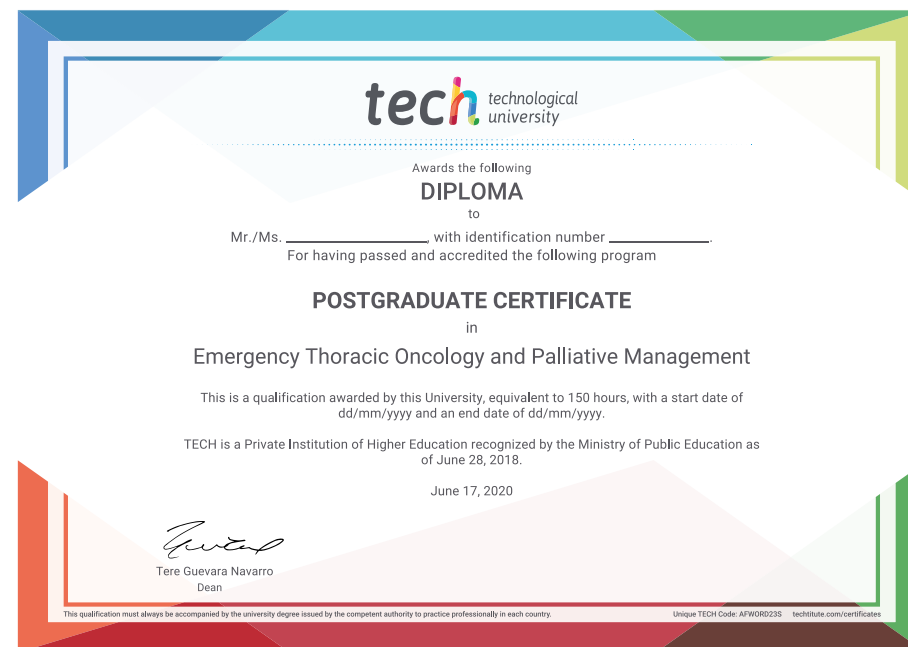 tech technological
university
Awards the following
DIPLOMA
to
Mr./Ms. ____________________, with identification number ______________.
For having passed and accredited the following program
POSTGRADUATE CERTIFICATE
in
Emergency Thoracic Oncology and Palliative Management
This is a qualification awarded by this University, equivalent to 150 hours, with a start date of
dd/mm/yyyy and an end date of dd/mm/yyyy.
TECH is a Private Institution of Higher Education recognized by the Ministry of Public Education as
of June 28, 2018.
June 17, 2020
Tere Guevara Navarro
Dean
This qualification must always be accompanied by the university degree issued by the competent authority to practice professionally in each country. Unique TECH Code: AFWORD23S techtitute.com/certificates